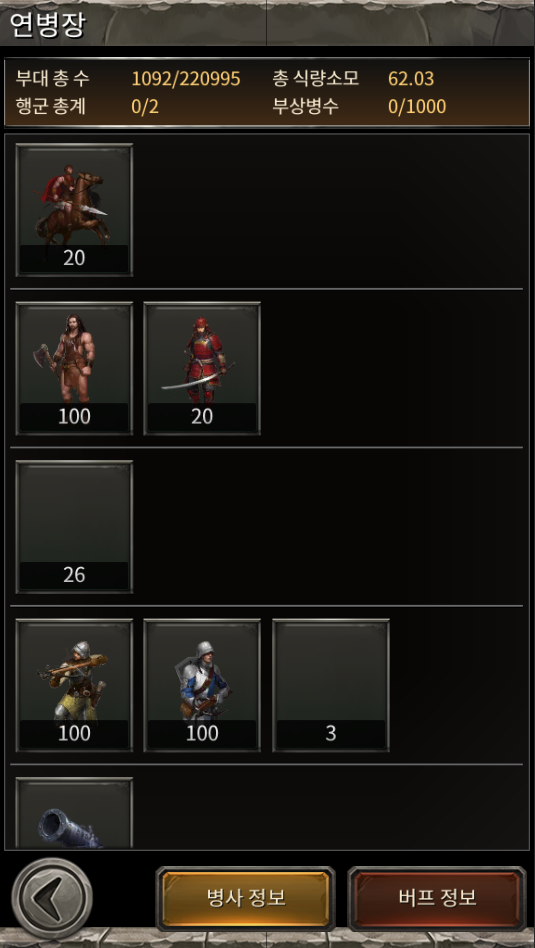 연병장
부대 총 수 1092/220995 총 식량소모 62.03
행군 총계 0/2 부상병수 0/1000
20
100 20
26
100 100 3
병사 정보 버프 정보